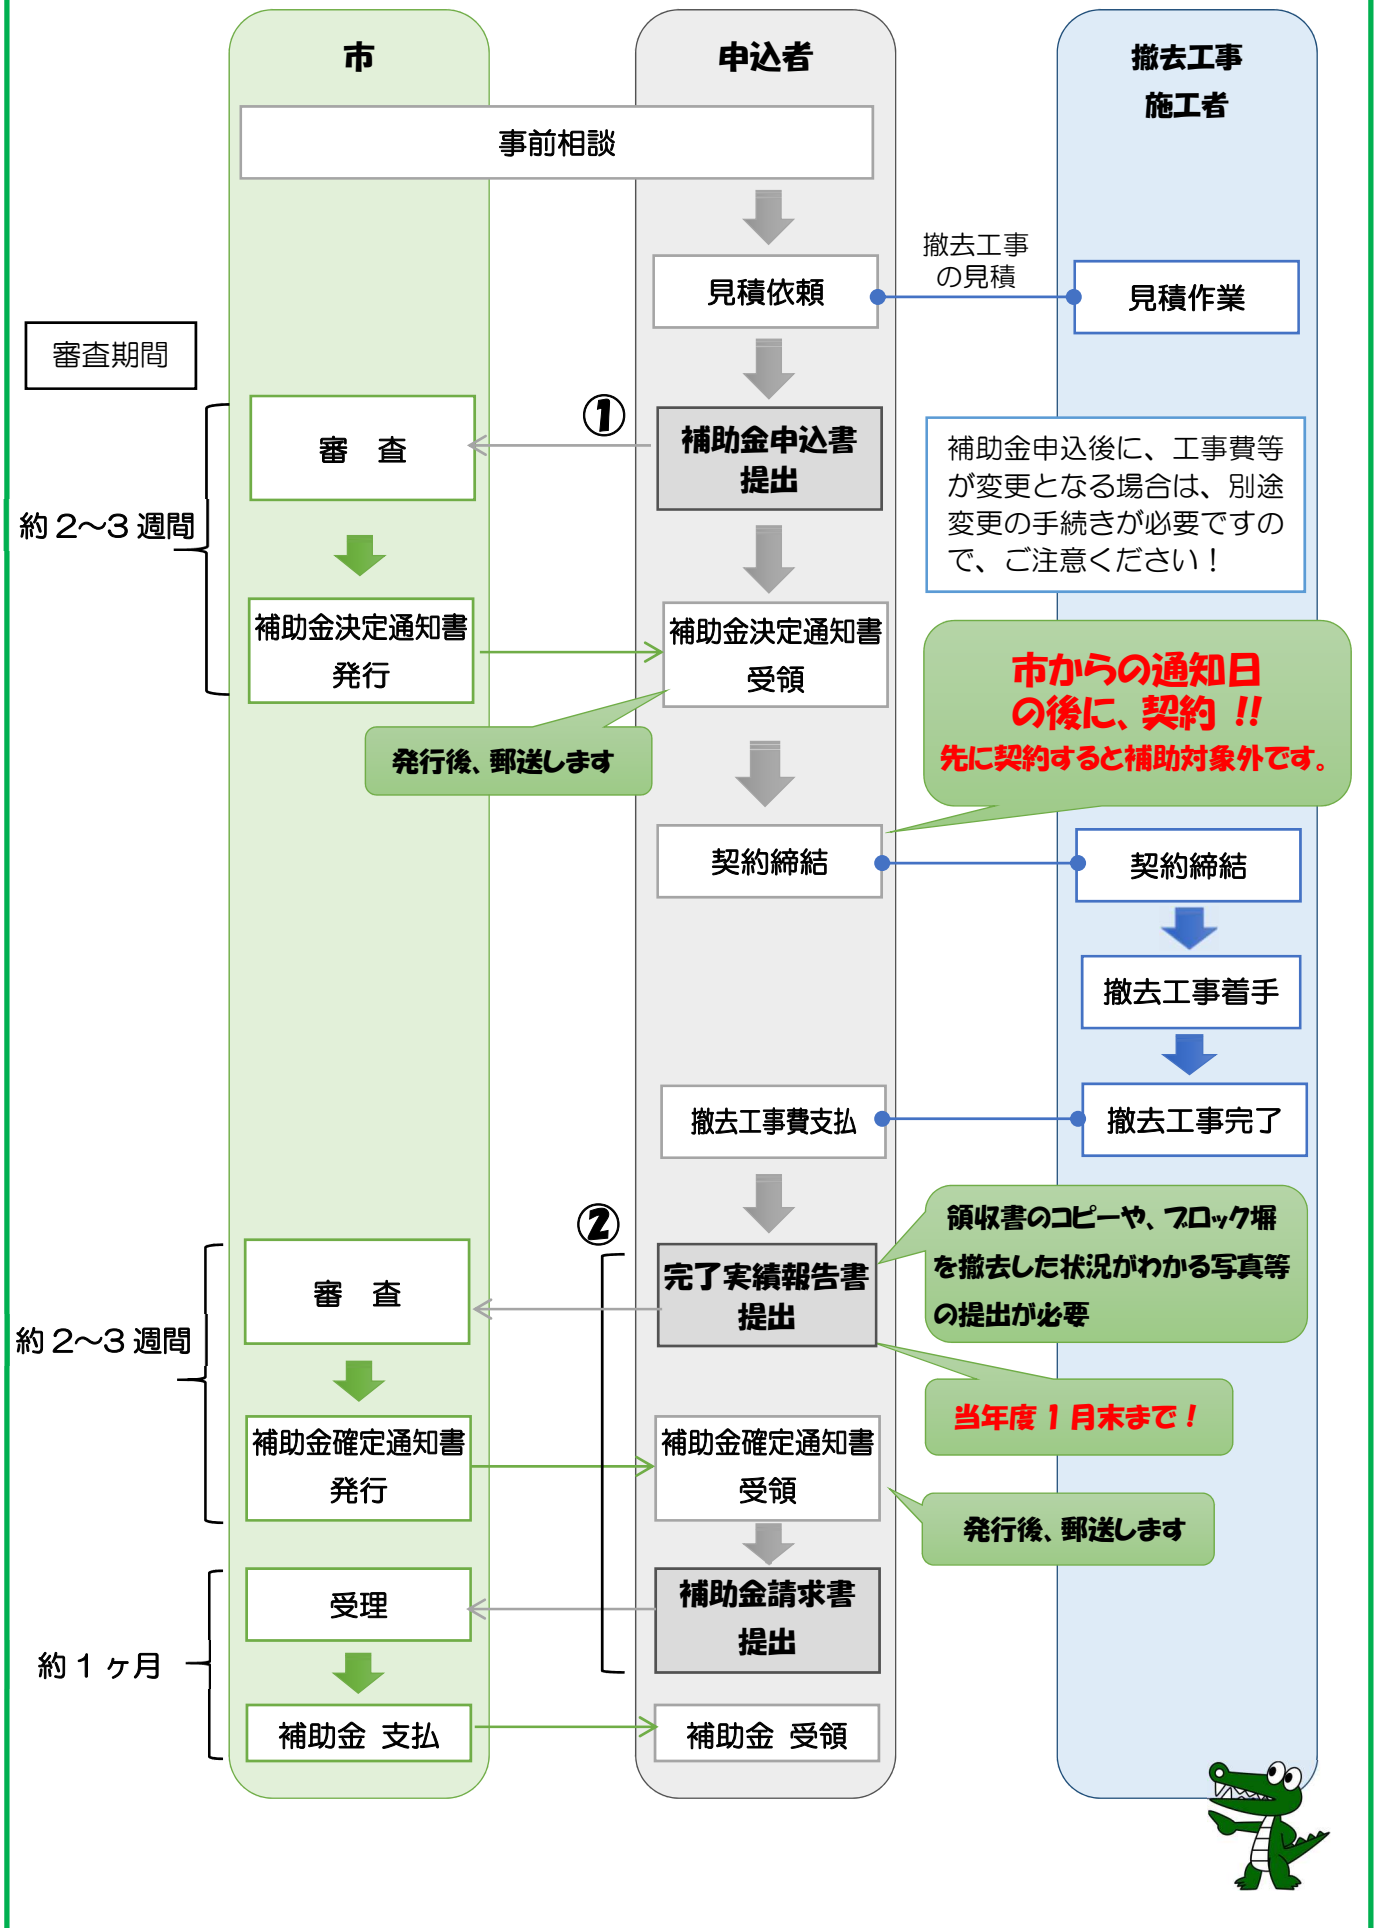 市
申込者
撤去工事
施工者
事前相談
撤去工事
の見積
見積依頼
見積作業
審査期間
①
審　査
補助金申込書
提出
補助金申込後に、工事費等
が変更となる場合は、別途
変更の手続きが必要ですの
で、ご注意ください！
約２～３週間
補助金決定通知書
発行
補助金決定通知書
受領
市からの通知日
の後に、契約 !!
先に契約すると補助対象外です。
発行後、郵送します
契約締結
契約締結
撤去工事着手
撤去工事費支払
撤去工事完了
②
領収書のコピーや、ブロック塀
を撤去した状況がわかる写真等
の提出が必要
審　査
完了実績報告書
提出
約２～３週間
当年度１月末まで！
補助金確定通知書
発行
補助金確定通知書
受領
発行後、郵送します
受理
補助金請求書
提出
約１ヶ月
補助金 支払
補助金 受領